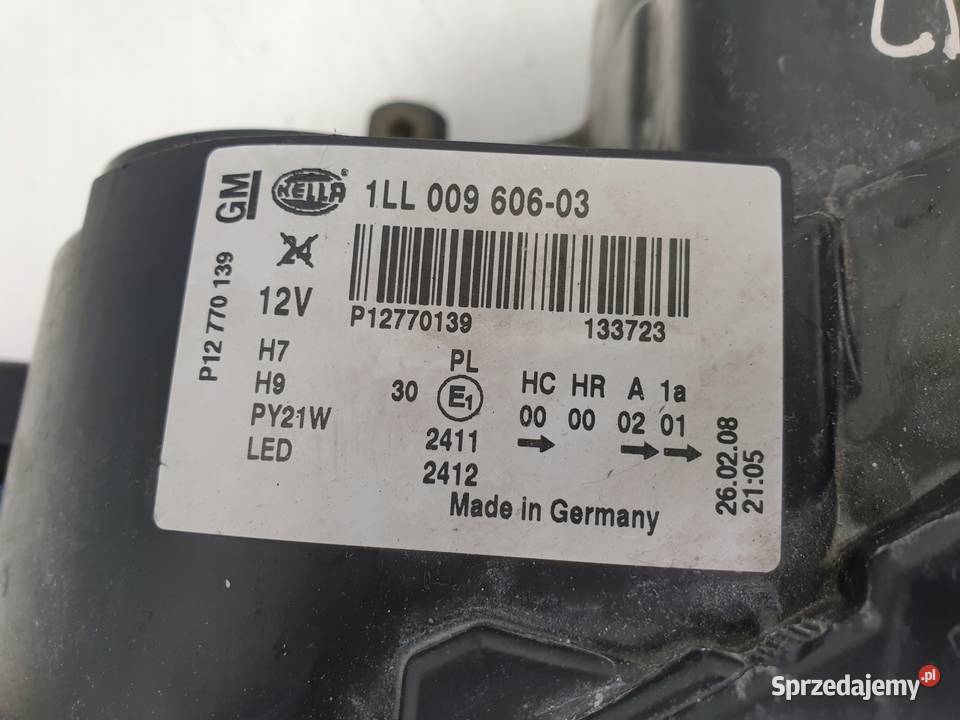 GM HELLA® 1LL 009 606-03
24
12V
P12 770 139
P12770139 133723
H7
H9
PY21W
LED
PL
30 E1
2411
2412
HC HR A 1a
00 00 02 01
Made in Germany
26.02.08
21:05
Sprzedajemy.pl